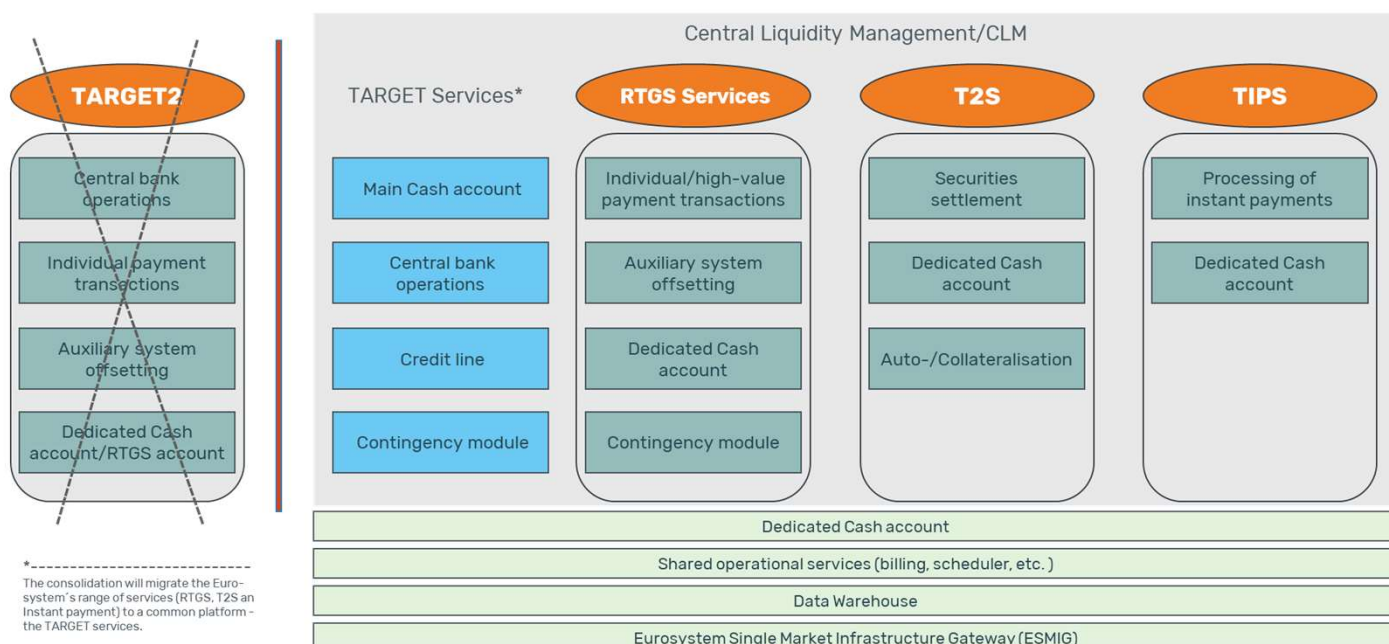 Central Liquidity Management/CLM
TARGET2
Central bank
operations
Individual payment
transactions
Auxiliary system
offsetting
Dedicated Cash
account/RTGS account
TARGET Services*
Main Cash account
Central bank
operations
Credit line
Contingency module
RTGS Services
Individual/high-value
payment transactions
Auxiliary system
offsetting
Dedicated Cash
account
Contingency module
T2S
Securities
settlement
Dedicated Cash
account
Auto-/Collateralisation
TIPS
Processing of
instant payments
Dedicated Cash
account
Dedicated Cash account
Shared operational services (billing, scheduler, etc. )
Data Warehouse
Eurosystem Single Market Infrastructure Gateway (ESMIG)
*
The consolidation will migrate the Euro-
system´s range of services (RTGS, T2S an
Instant payment) to a common platform -
the TARGET services.